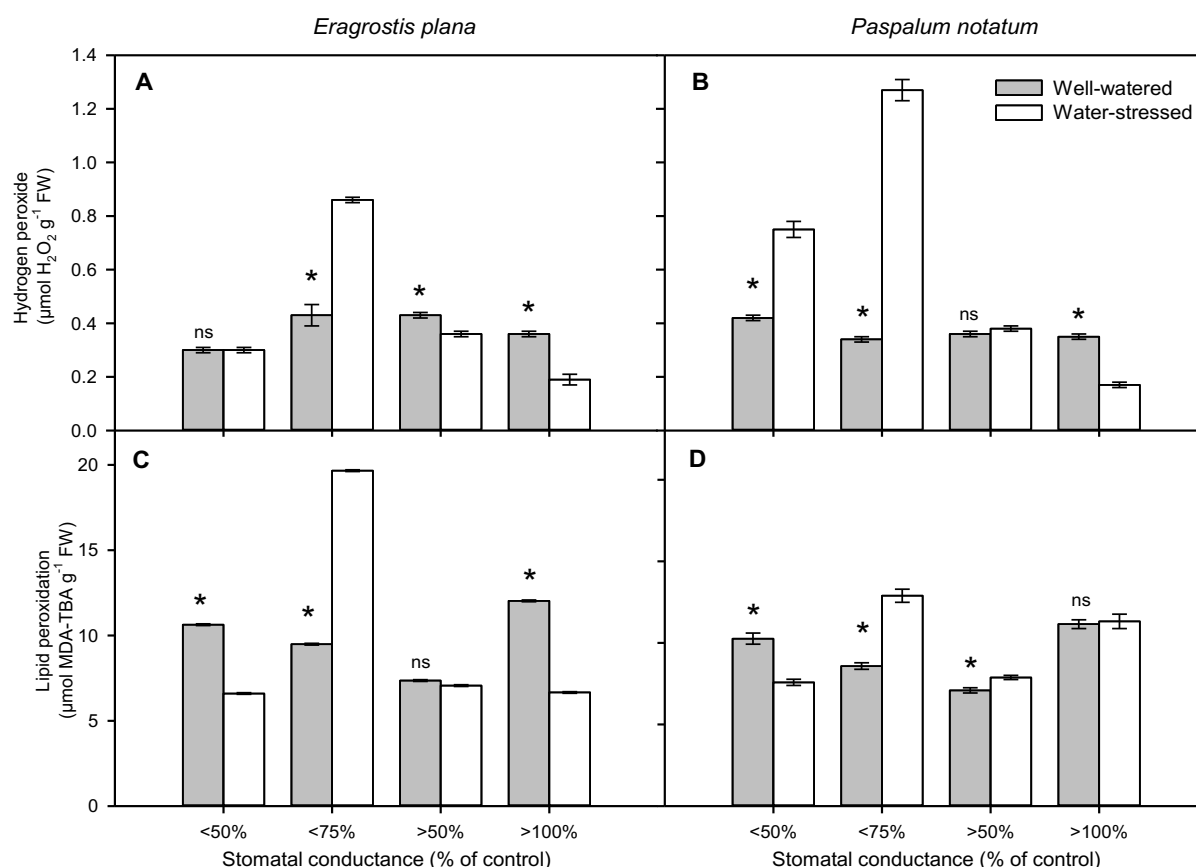 Eragrostis plana
Paspalum notatum
Hydrogen peroxide
(µmol H₂O₂ g⁻¹ FW)
1.4
1.2
1.0
0.8
0.6
0.4
0.2
0.0
A
ns
*
*
*
B
Well-watered
Water-stressed
*
*
ns
*
Lipid peroxidation
(µmol MDA-TBA g⁻¹ FW)
20
15
10
5
0
C
*
*
ns
*
D
*
*
*
ns
<50%
<75%
>50%
>100%
Stomatal conductance (% of control)
<50%
<75%
>50%
>100%
Stomatal conductance (% of control)